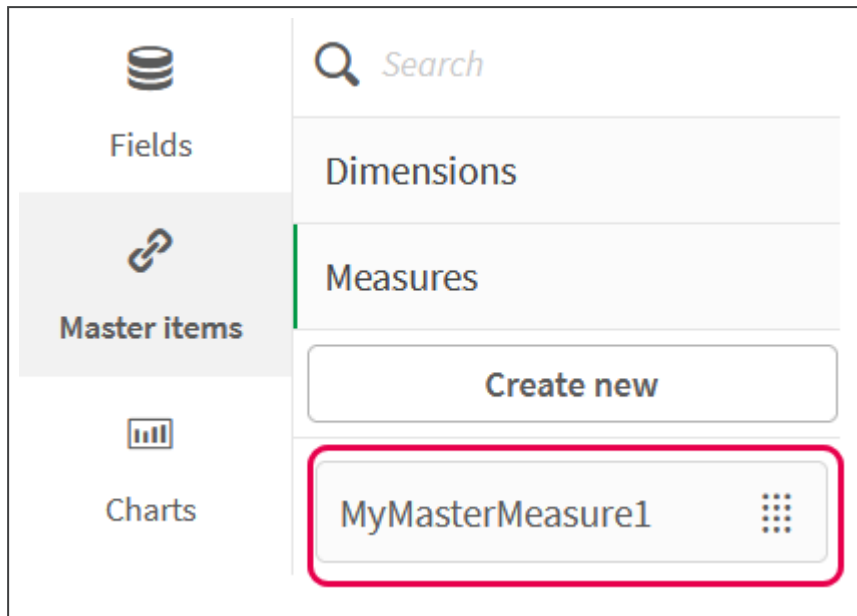 Fields
Master items
Charts
Search
Dimensions
Measures
Create new
MyMasterMeasure1